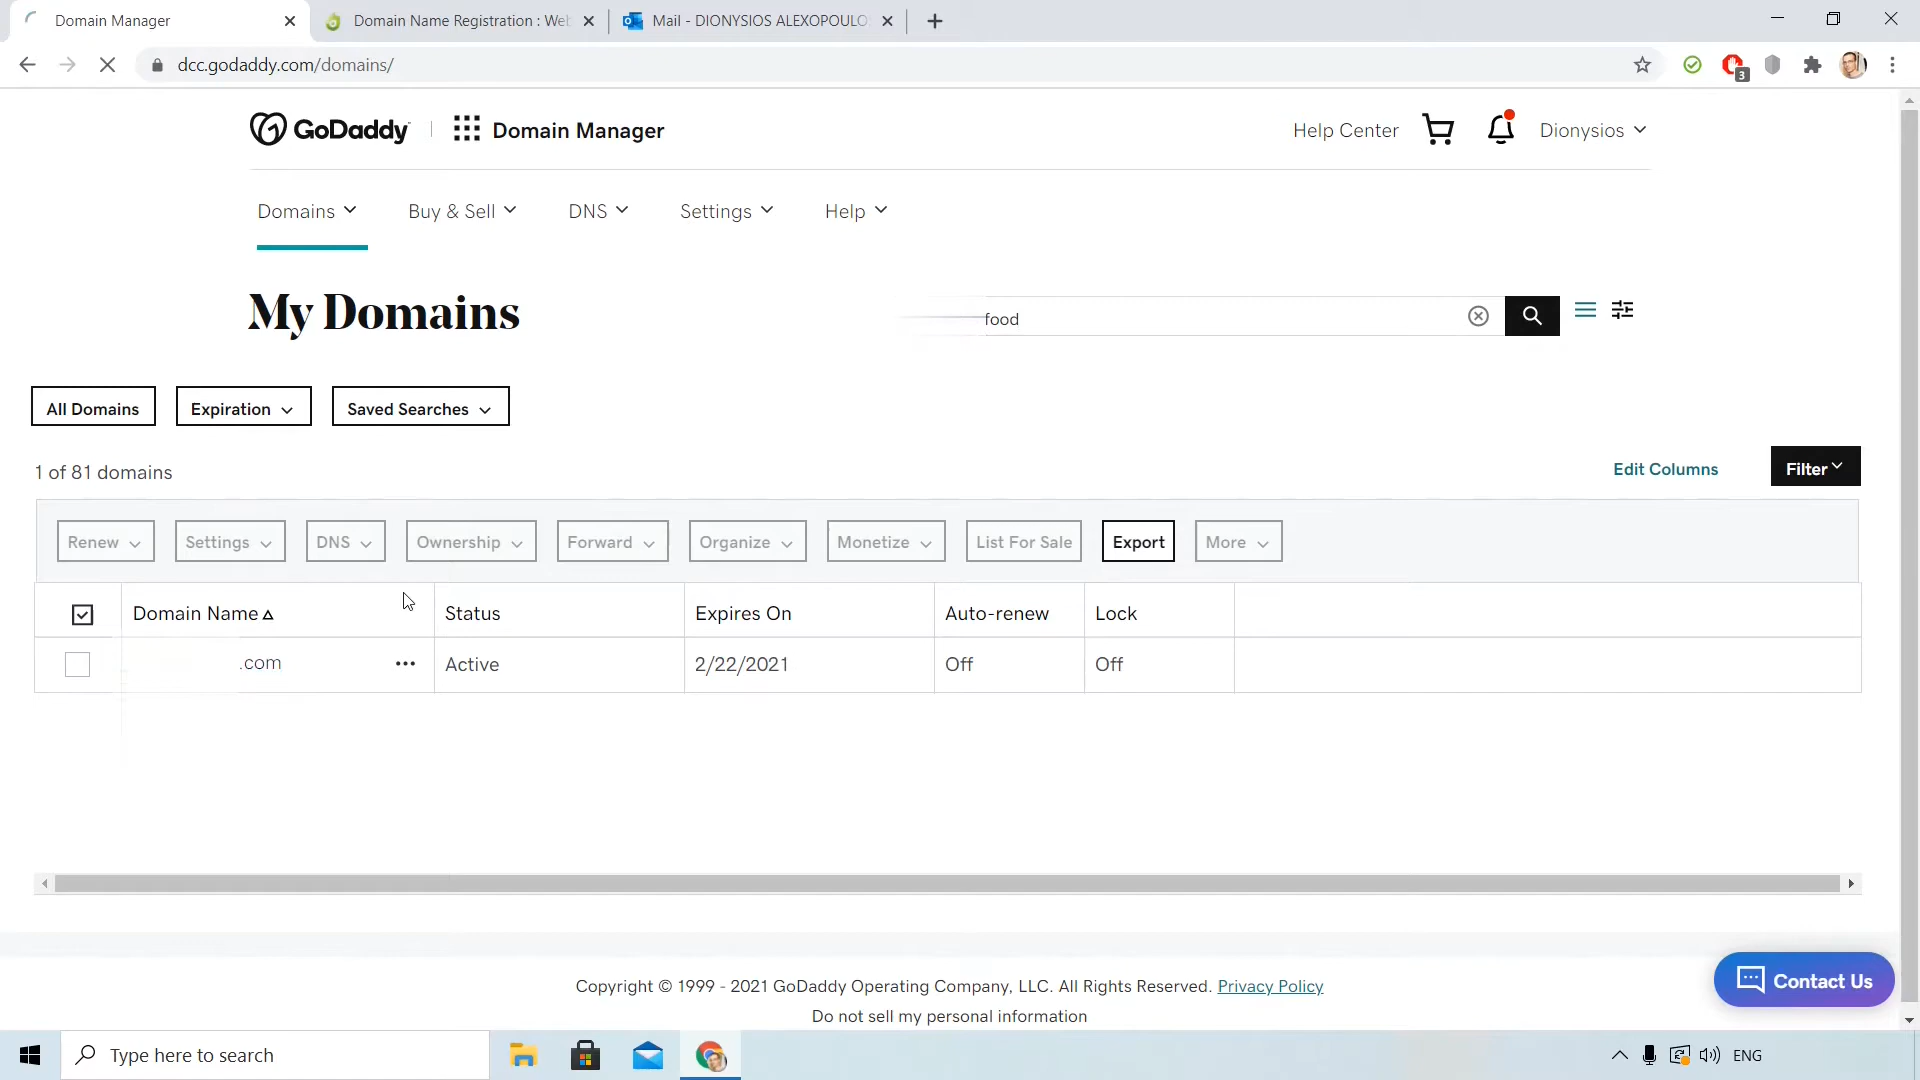 Domain Manager
Domain Name Registration : Web
Mail - DIONYSIOS ALEXOPOULOS
dcc.godaddy.com/domains/
3
GoDaddy
Domain Manager
Help Center
Dionysios
Domains
Buy & Sell
DNS
Settings
Help
My Domains
food
All Domains
Expiration
Saved Searches
1 of 81 domains
Edit Columns
Filter
Renew
Settings
DNS
Ownership
Forward
Organize
Monetize
List For Sale
Export
More
Domain Name
Status
Expires On
Auto-renew
Lock
.com
Active
2/22/2021
Off
Off
Copyright © 1999 - 2021 GoDaddy Operating Company, LLC. All Rights Reserved. Privacy Policy
Do not sell my personal information
Contact Us
Type here to search
ENG